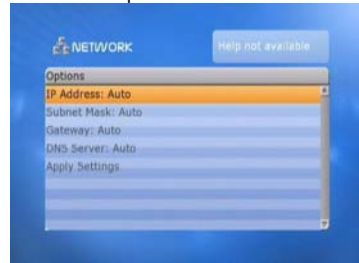 NETWORK
Help not available
Options
IP Address: Auto
Subnet Mask: Auto
Gateway: Auto
DNS Server: Auto
Apply Settings